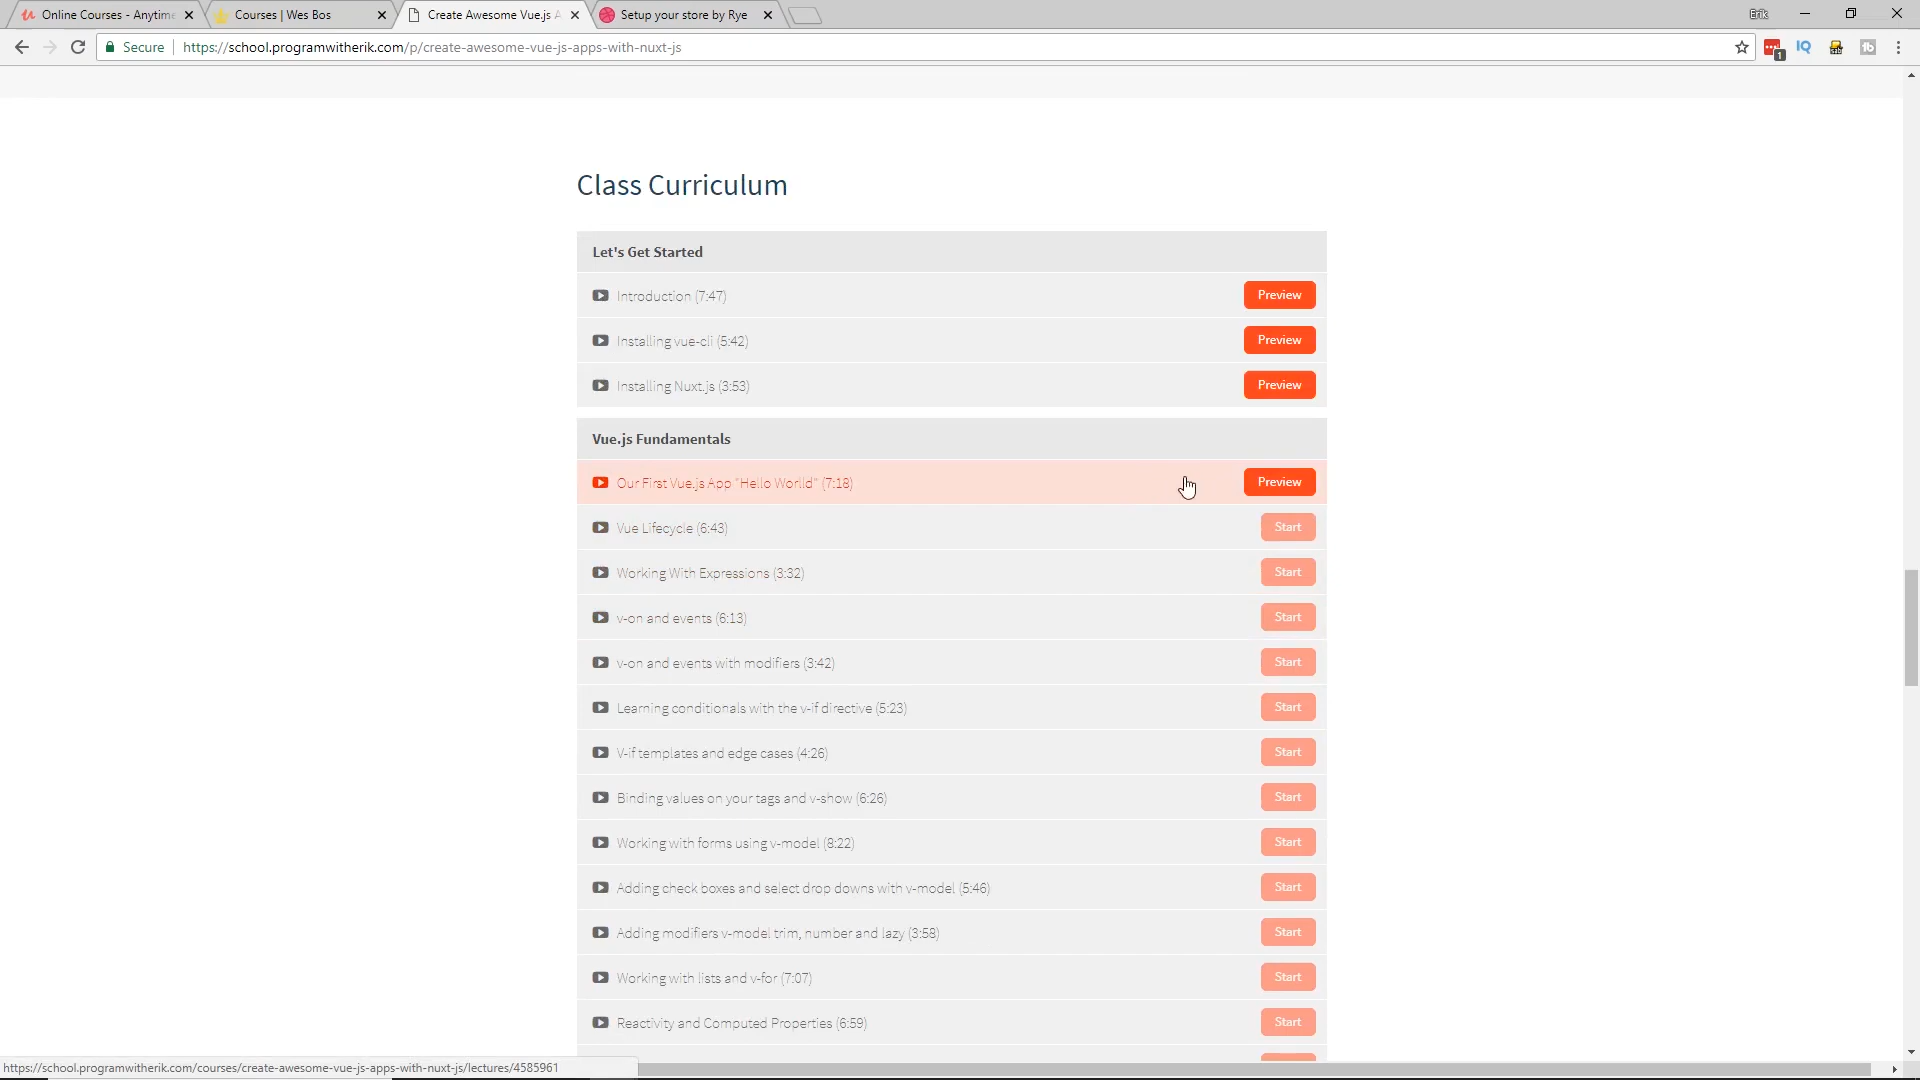 Online Courses - Anytime
Courses | Wes Bos
Create Awesome Vue.js A
Setup your store by Rye
Erik
Secure
https://school.programwitherik.com/p/create-awesome-vue-js-apps-with-nuxt-js
1
IQ
tb
Class Curriculum
Let's Get Started
Introduction (7:47)
Preview
Installing vue-cli (5:42)
Preview
Installing Nuxt.js (3:53)
Preview
Vue.js Fundamentals
Our First Vue.js App "Hello Worlld" (7:18)
Preview
Vue Lifecycle (6:43)
Start
Working With Expressions (3:32)
Start
v-on and events (6:13)
Start
v-on and events with modifiers (3:42)
Start
Learning conditionals with the v-if directive (5:23)
Start
V-if templates and edge cases (4:26)
Start
Binding values on your tags and v-show (6:26)
Start
Working with forms using v-model (8:22)
Start
Adding check boxes and select drop downs with v-model (5:46)
Start
Adding modifiers v-model trim, number and lazy (3:58)
Start
Working with lists and v-for (7:07)
Start
Reactivity and Computed Properties (6:59)
Start
https://school.programwitherik.com/courses/create-awesome-vue-js-apps-with-nuxt-js/lectures/4585961